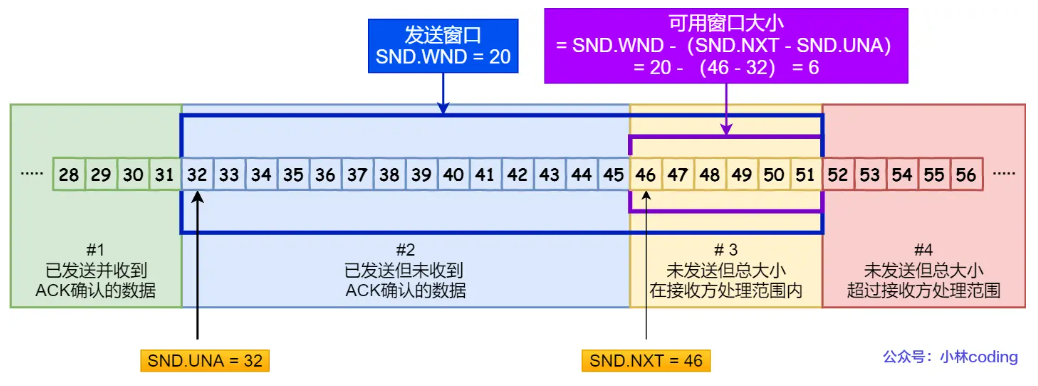 发送窗口
SND.WND = 20
可用窗口大小
= SND.WND -（SND.NXT - SND.UNA）
= 20 - （46 - 32） = 6
····· 28 29 30 31 32 33 34 35 36 37 38 39 40 41 42 43 44 45 46 47 48 49 50 51 52 53 54 55 56 ·····
#1
已发送并收到
ACK确认的数据
#2
已发送但未收到
ACK确认的数据
# 3
未发送但总大小
在接收方处理范围内
#4
未发送但总大小
超过接收方处理范围
SND.UNA = 32
SND.NXT = 46
公众号：小林coding